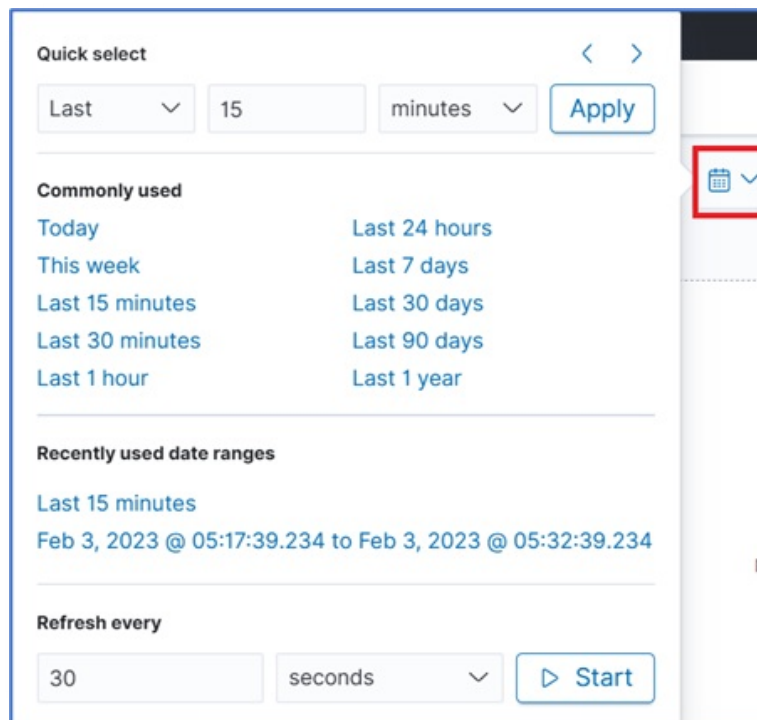 Quick select
Last 15 minutes Apply
Commonly used
Today Last 24 hours
This week Last 7 days
Last 15 minutes Last 30 days
Last 30 minutes Last 90 days
Last 1 hour Last 1 year
Recently used date ranges
Last 15 minutes
Feb 3, 2023 @ 05:17:39.234 to Feb 3, 2023 @ 05:32:39.234
Refresh every
30 seconds Start